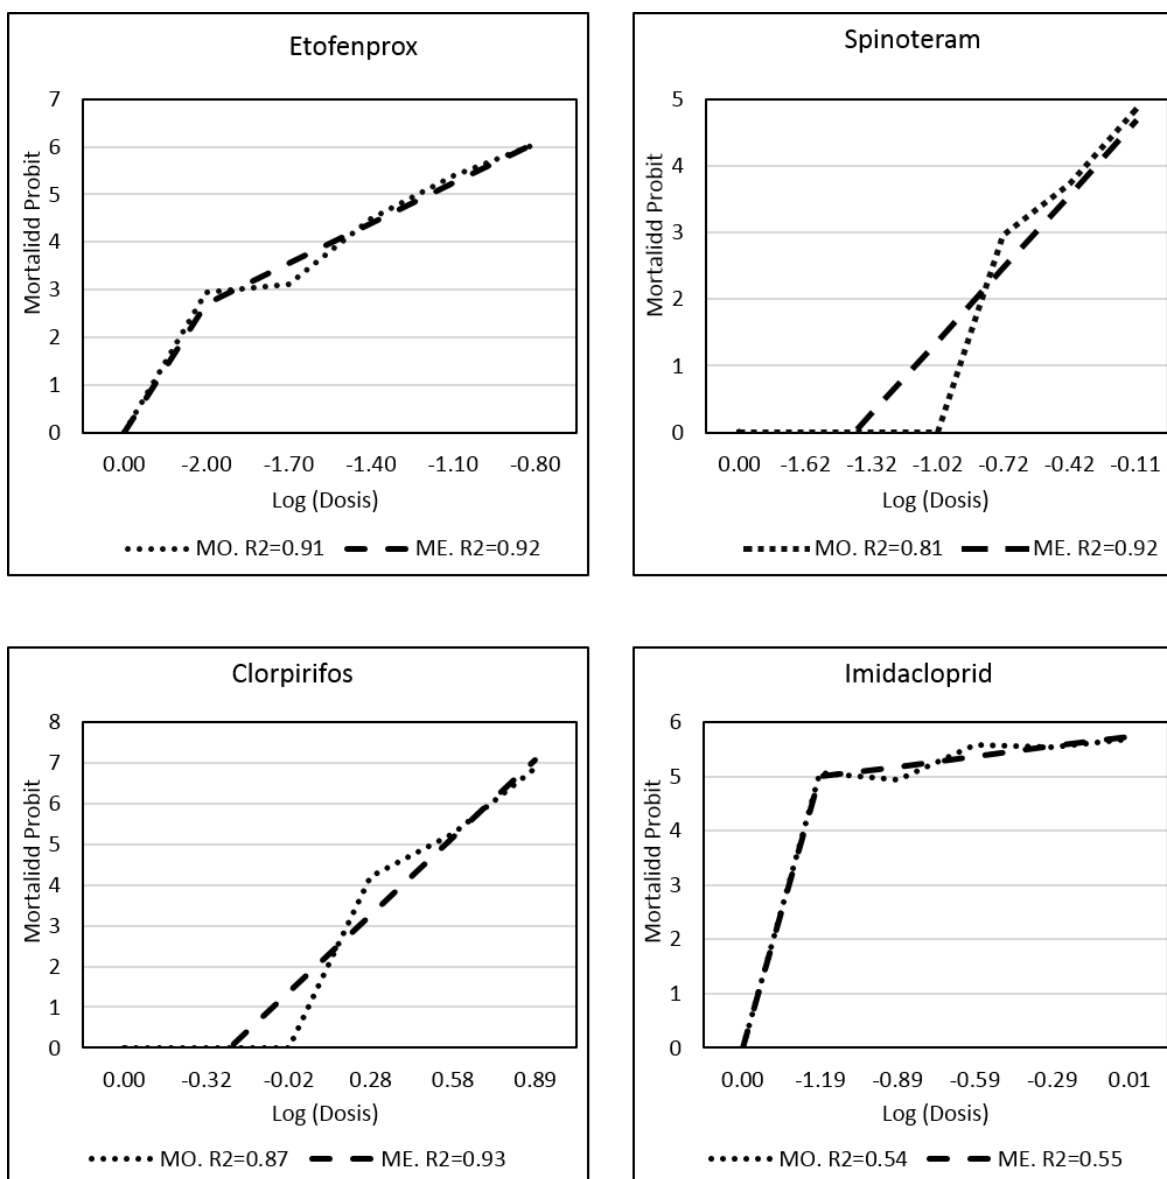 Etofenprox
7
6
5
4
3
2
1
0
Mortalidd Probit
0.00 -2.00 -1.70 -1.40 -1.10 -0.80
Log (Dosis)
MO. R2=0.91 ME. R2=0.92
Spinoteram
5
4
3
2
1
0
Mortalidd Probit
0.00 -1.62 -1.32 -1.02 -0.72 -0.42 -0.11
Log (Dosis)
MO. R2=0.81 ME. R2=0.92
Clorpirifos
8
7
6
5
4
3
2
1
0
Mortalidd Probit
0.00 -0.32 -0.02 0.28 0.58 0.89
Log (Dosis)
MO. R2=0.87 ME. R2=0.93
Imidacloprid
6
5
4
3
2
1
0
Mortalidd Probit
0.00 -1.19 -0.89 -0.59 -0.29 0.01
Log (Dosis)
MO. R2=0.54 ME. R2=0.55